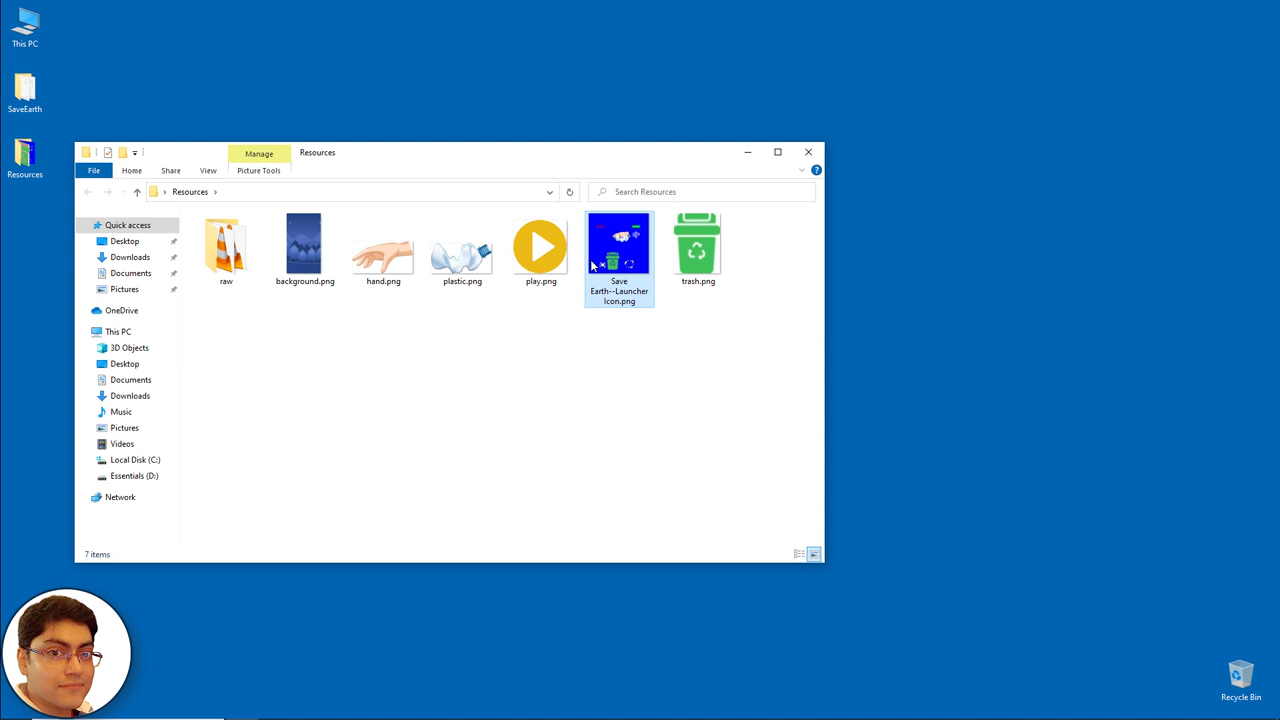 This PC
SaveEarth
Resources
Manage
Resources
File
Home
Share
View
Picture Tools
Resources
Search Resources
Quick access
Desktop
Downloads
Documents
Pictures
OneDrive
This PC
3D Objects
Desktop
Documents
Downloads
Music
Pictures
Videos
Local Disk (C:)
Essentials (D:)
Network
raw
background.png
hand.png
plastic.png
play.png
Save
Earth--Launcher
Icon.png
trash.png
7 items
Recycle Bin